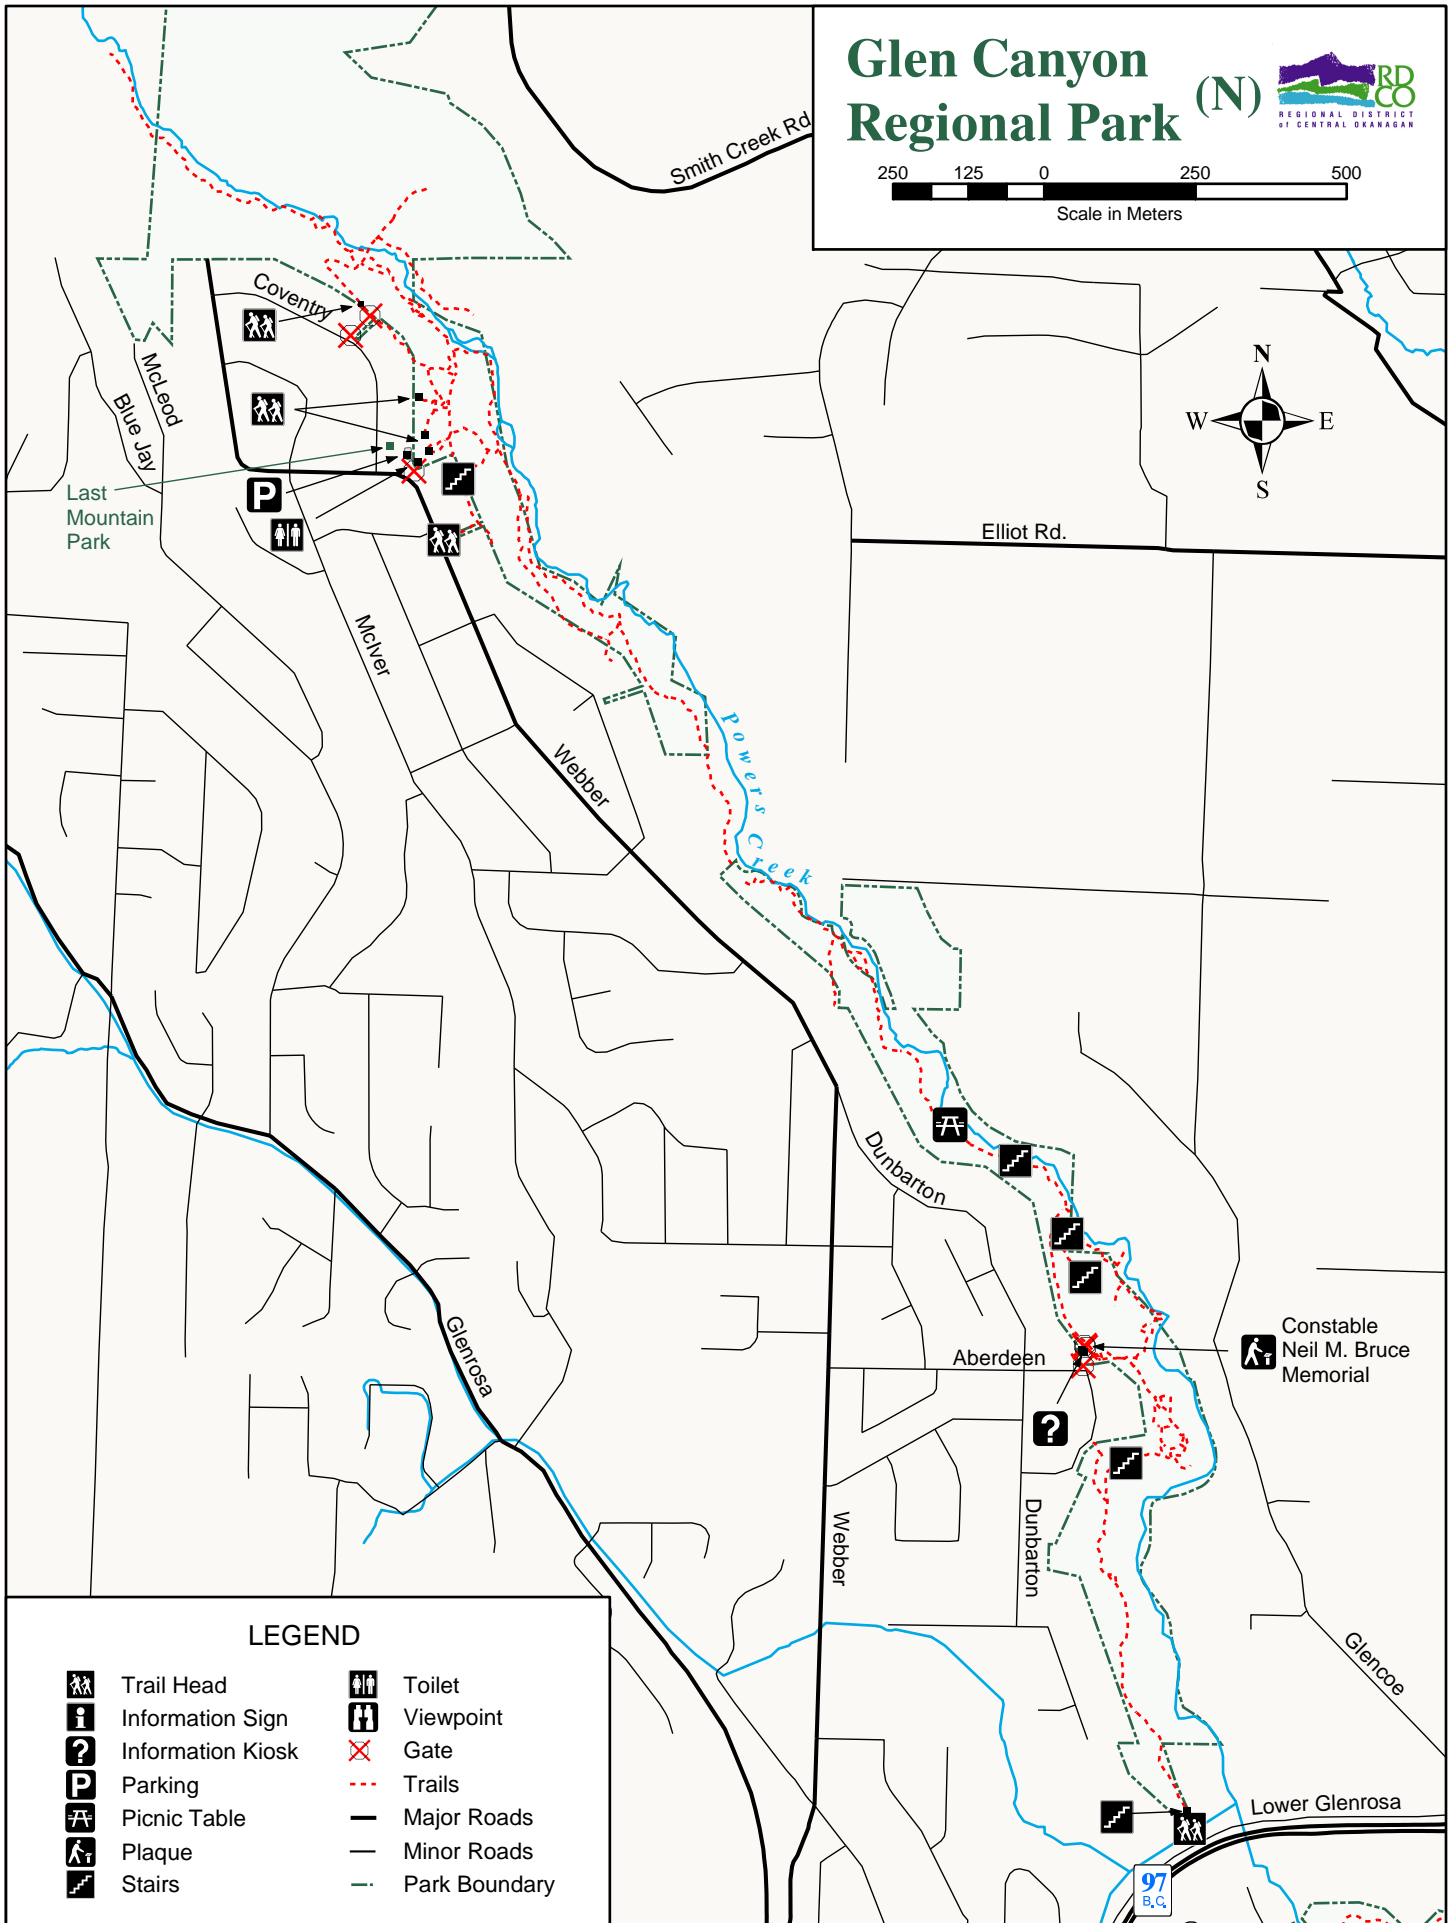 Glen Canyon
Regional Park
(N)
RD
CO
REGIONAL DISTRICT
of CENTRAL OKANAGAN
250 125 0 250 500
Scale in Meters
Smith Creek Rd.
Coventry
McLeod
Blue Jay
N
W E
S
Last
Mountain
Park
P
Elliot Rd.
McIver
Webber
Powers Creek
Dunbarton
Aberdeen
Constable
Neil M. Bruce
Memorial
?
Dunbarton
Webber
Glenrosa
Glencoe
Lower Glenrosa
97
B.C.
LEGEND
Trail Head
i Information Sign
? Information Kiosk
P Parking
Picnic Table
Plaque
Stairs
Toilet
Viewpoint
Gate
Trails
Major Roads
Minor Roads
Park Boundary